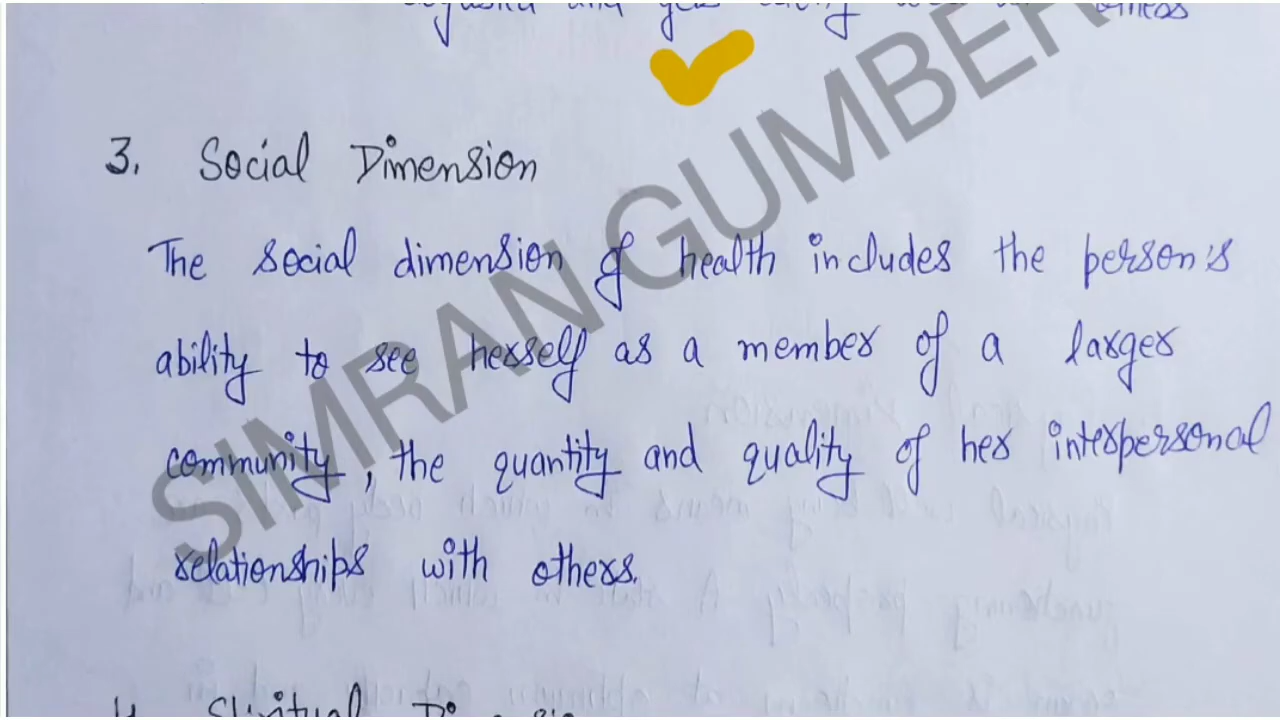 and
3. Social Dimension
The social dimension of health includes the person's
ability to see herself as a member of a larger
community, the quantity and quality of her interpersonal
relationships with others.
SIMRAN GUMBER